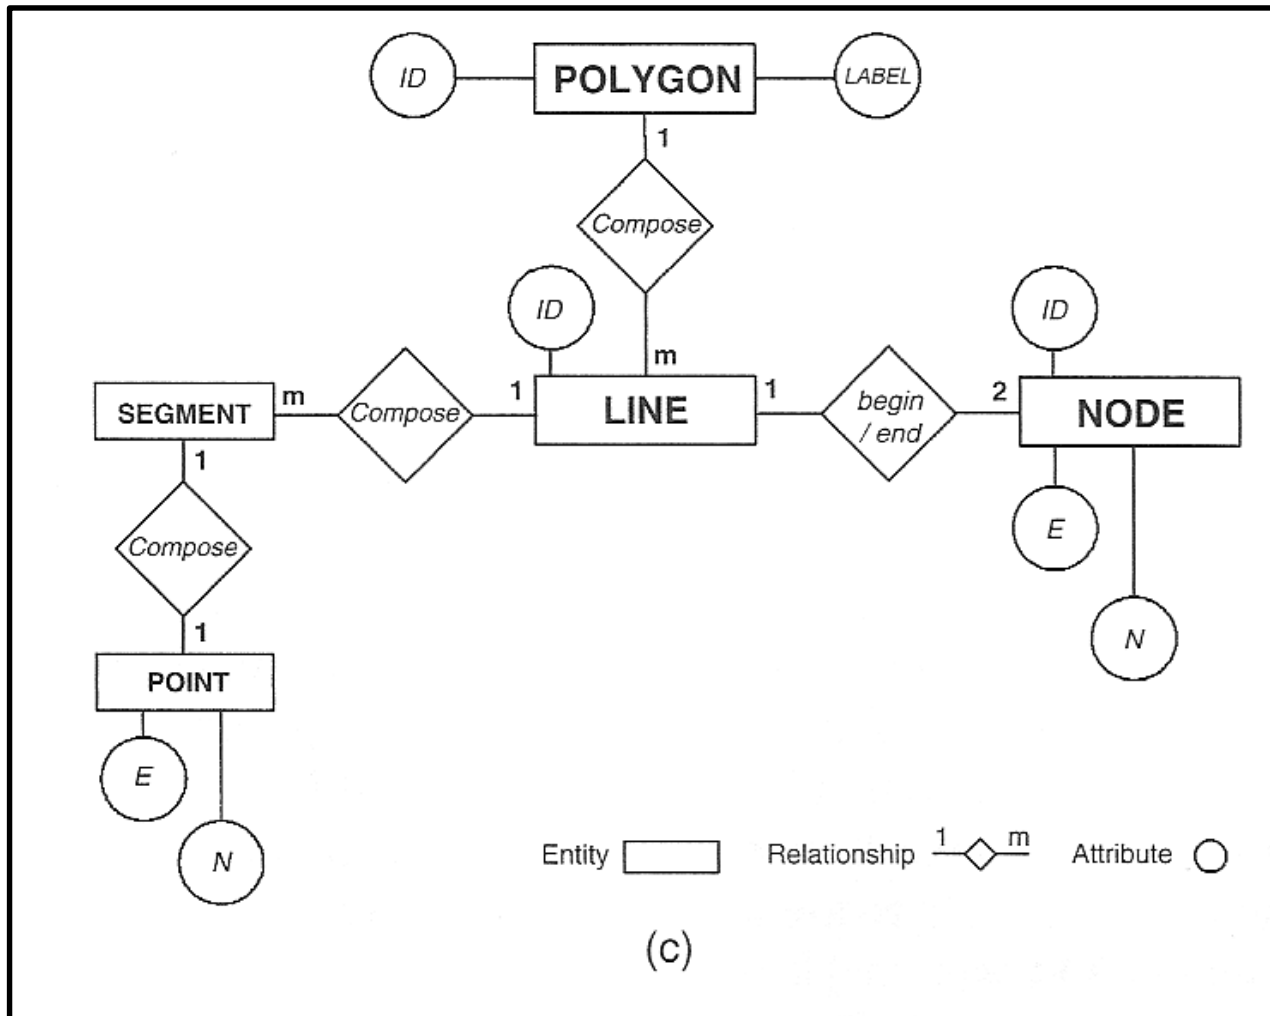 ID
POLYGON
LABEL
1
Compose
m
ID
ID
SEGMENT
m
Compose
1
LINE
1
begin
/ end
2
NODE
1
Compose
1
E
N
POINT
E
N
Entity
Relationship
1
m
Attribute
(c)